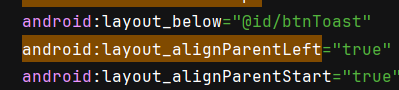 android:layout_below="@id/btnToast"
android:layout_alignParentLeft="true"
android:layout_alignParentStart="true"